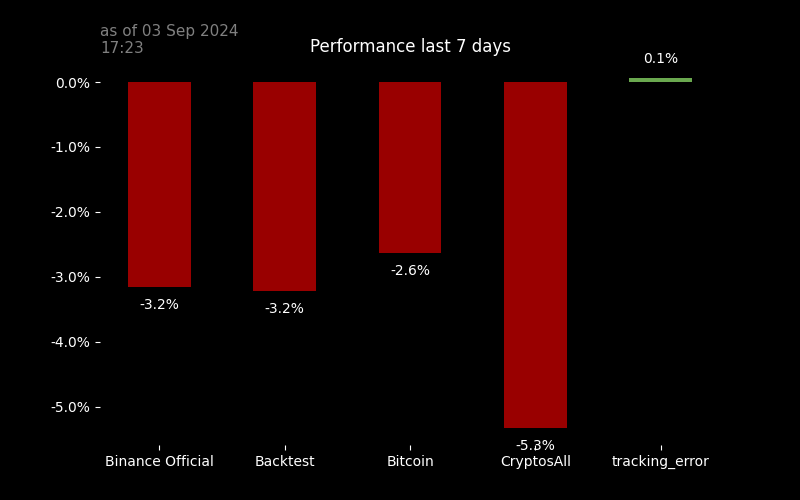 as of 03 Sep 2024
17:23
Performance last 7 days
0.1%
0.0%
-1.0%
-2.0%
-3.0%
-4.0%
-5.0%
-3.2%
-3.2%
-2.6%
-5.3%
Binance Official
Backtest
Bitcoin
CryptosAll
tracking_error